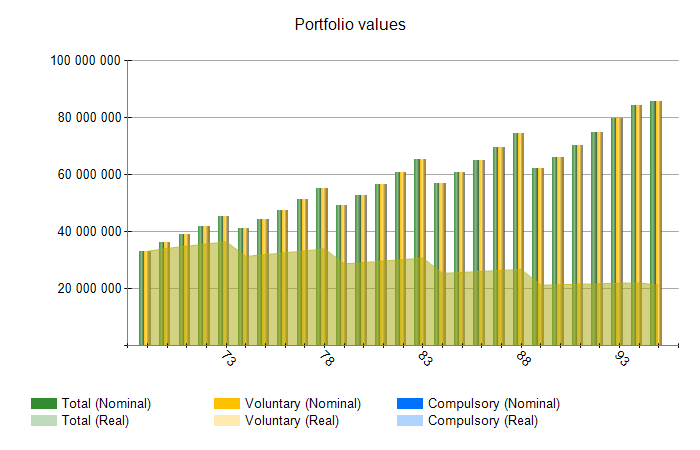 Portfolio values
100 000 000
80 000 000
60 000 000
40 000 000
20 000 000
73 78 83 88 93
Total (Nominal) Voluntary (Nominal) Compulsory (Nominal)
Total (Real) Voluntary (Real) Compulsory (Real)